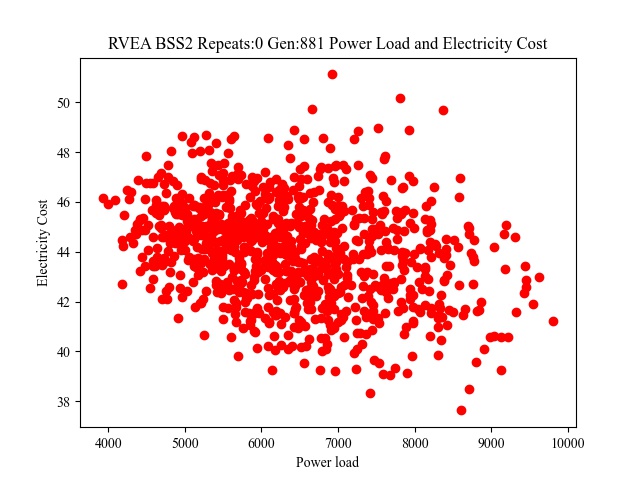 RVEA BSS2 Repeats:0 Gen:881 Power Load and Electricity Cost
Electricity Cost
50
48
46
44
42
40
38
4000 5000 6000 7000 8000 9000 10000
Power load